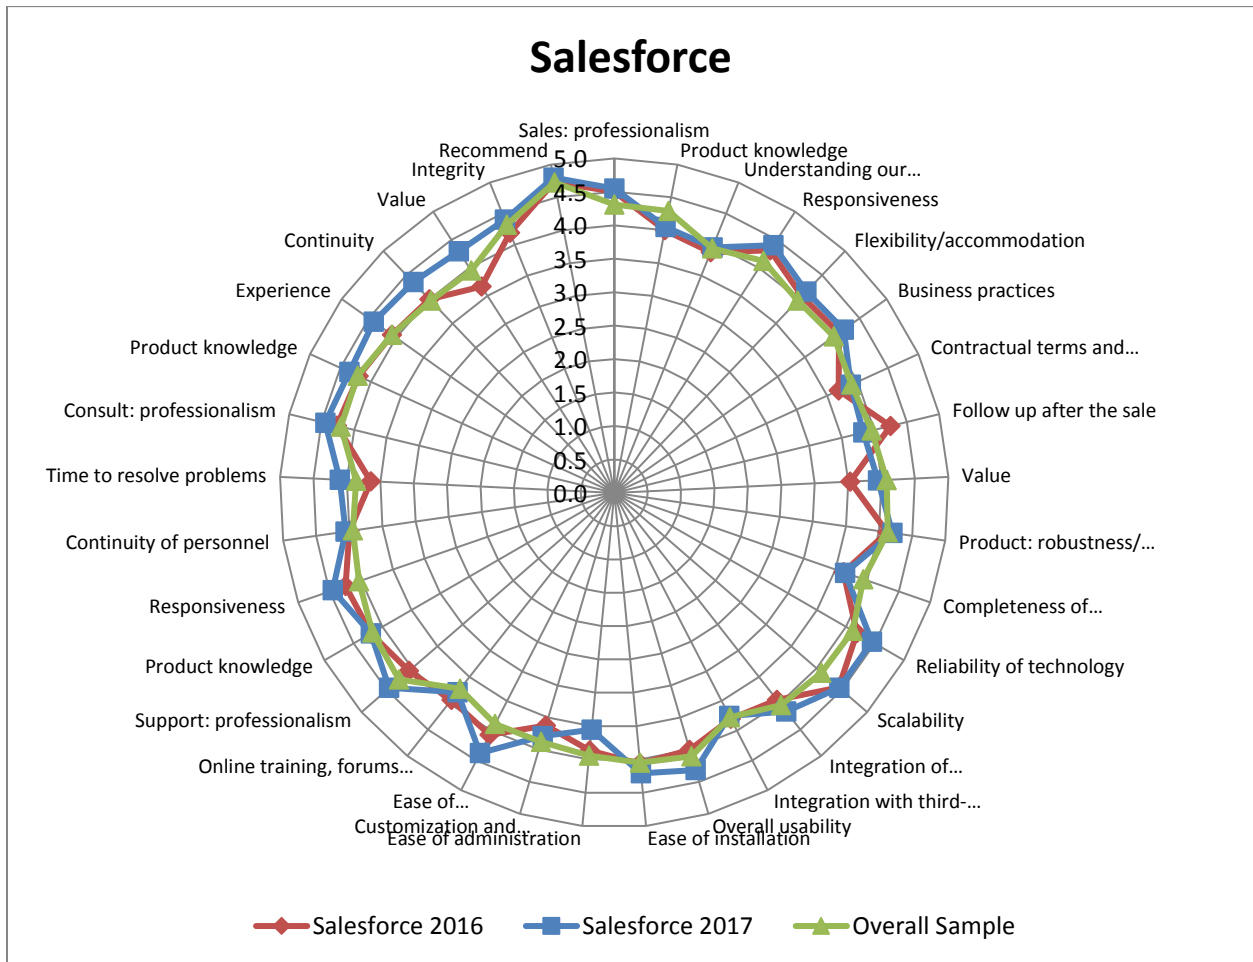 Salesforce
Sales: professionalism
Product knowledge
Understanding our...
Responsiveness
Flexibility/accommodation
Business practices
Contractual terms and...
Follow up after the sale
Value
Product: robustness/...
Completeness of...
Reliability of technology
Scalability
Integration of...
Integration with third-...
Overall usability
Ease of installation
Ease of administration
Customization and...
Ease of...
Online training, forums...
Support: professionalism
Product knowledge
Responsiveness
Continuity of personnel
Time to resolve problems
Consult: professionalism
Product knowledge
Experience
Continuity
Value
Integrity
Recommend
5.0
4.5
4.0
3.5
3.0
2.5
2.0
1.5
1.0
0.5
0.0
Salesforce 2016
Salesforce 2017
Overall Sample